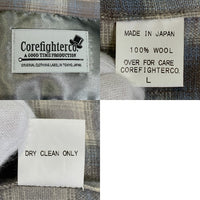 Corefighterco.
A GOOD TIME PRODUCTION
ORIGINAL CLOTHING LABEL IN TOKYO JAPAN
MADE IN JAPAN
100% WOOL
OVER FOR CARE
COREFIGHTERCO.
L
DRY CLEAN ONLY